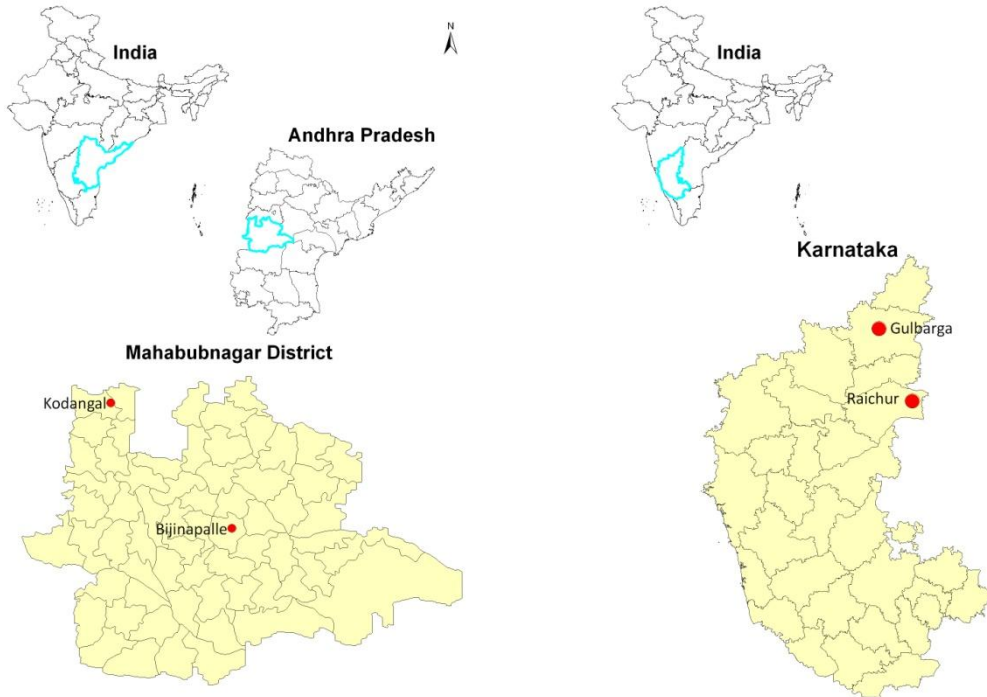 India
N
Andhra Pradesh
Mahabubnagar District
Kodangal
Bijinapalle
India
Karnataka
Gulbarga
Raichur